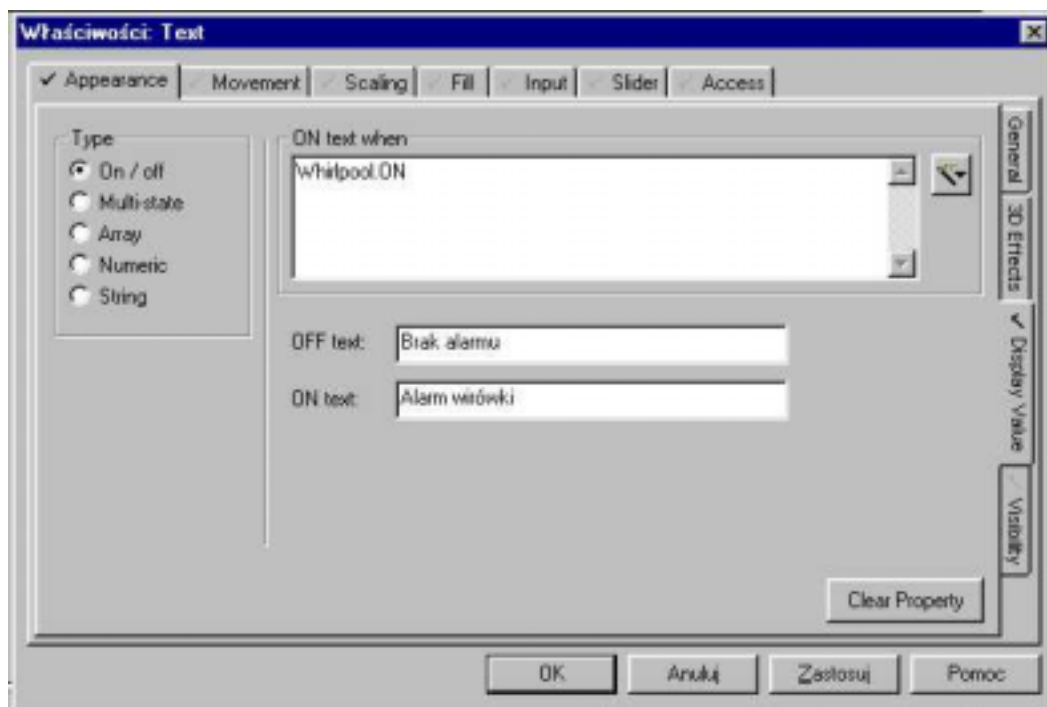 Właściwości: Text
Appearance Movement Scaling Fill Input Slider Access
Type
On / off
Multi-state
Array
Numeric
String
ON text when
Whirlpool.ON
OFF text: Brak alarmu
ON text: Alarm wirówki
Clear Property
General
3D Effects
Display Value
Visibility
OK Anuluj Zastosuj Pomoc